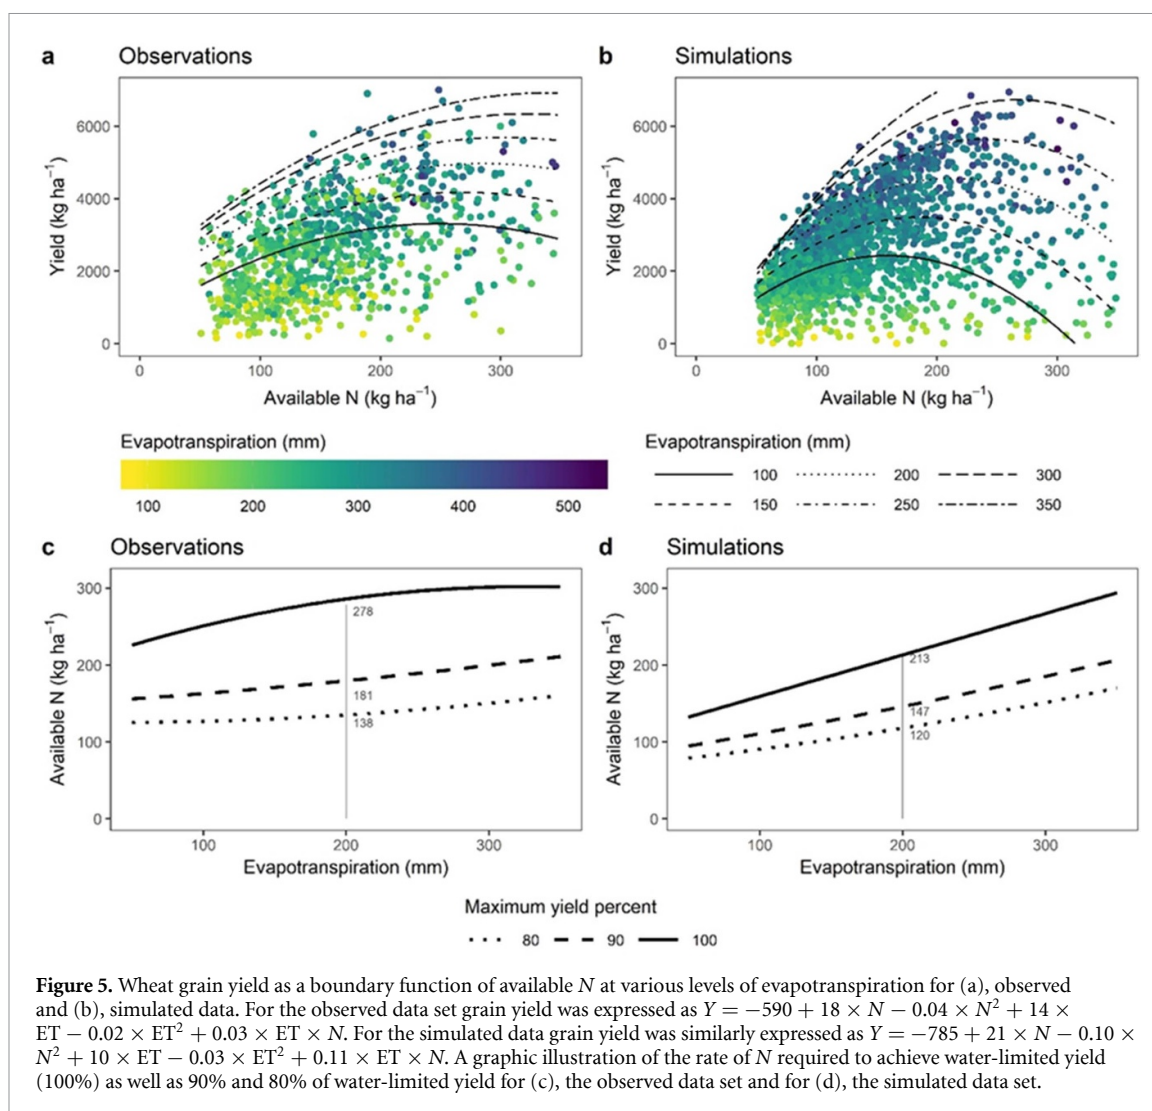 a Observations
b Simulations
Yield (kg ha−1)
6000
4000
2000
0
0 100 200 300
Available N (kg ha−1)
Yield (kg ha−1)
6000
4000
2000
0
0 100 200 300
Available N (kg ha−1)
Evapotranspiration (mm)
100 200 300 400 500
Evapotranspiration (mm)
100 200 300
150 250 350
c Observations
d Simulations
Available N (kg ha−1)
300
200
100
0
278
181
138
100 200 300
Evapotranspiration (mm)
Available N (kg ha−1)
300
200
100
0
213
147
120
100 200 300
Evapotranspiration (mm)
Maximum yield percent
80 90 100
Figure 5. Wheat grain yield as a boundary function of available N at various levels of evapotranspiration for (a), observed
and (b), simulated data. For the observed data set grain yield was expressed as Y = −590 + 18 × N − 0.04 × N² + 14 ×
ET − 0.02 × ET² + 0.03 × ET × N. For the simulated data grain yield was similarly expressed as Y = −785 + 21 × N − 0.10 ×
N² + 10 × ET − 0.03 × ET² + 0.11 × ET × N. A graphic illustration of the rate of N required to achieve water-limited yield
(100%) as well as 90% and 80% of water-limited yield for (c), the observed data set and for (d), the simulated data set.